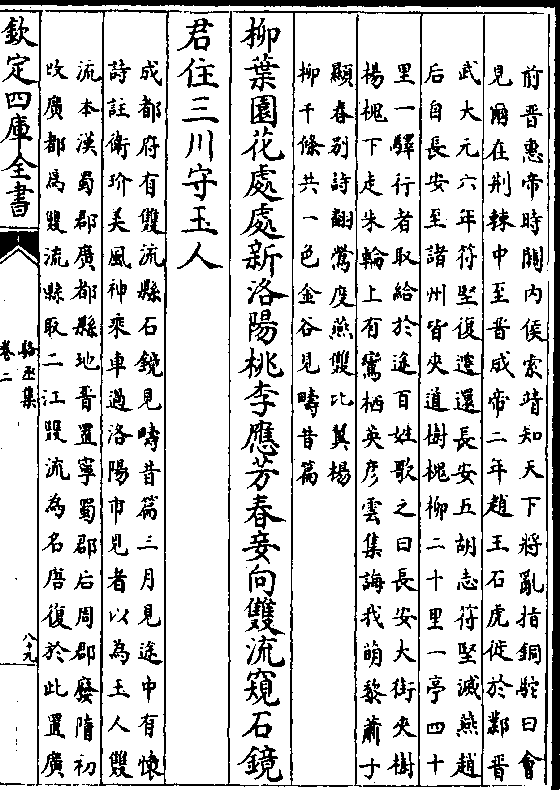 前晉惠帝時關內侯索靖知天下將亂指銅駝曰會
見爾在荆棘中至晉成帝二年趙王石虎徙於鄴晉
武大元六年符堅復遷還長安五胡志符堅滅燕趙
后自長安至諸州皆夾道樹槐柳二十里一亭四十
里一驛行者取給於途百姓歌之曰長安大街夾樹
楊槐下走朱輪上有鸞栖英彥雲集誨我萌黎蕭子
顯春别詩翻鶯度燕雙比翼楊
柳千條共一色金谷見疇昔篇
柳葉園花處處新洛陽桃李應芳春妾向雙流窺石鏡
君住三川守玉人
成都府有雙流縣石鏡見疇昔篇三月見途中有懷
詩註衛玠美風神乘車過洛陽市見者以為玉人雙
流本漢蜀郡廣都縣地晉置寧蜀郡后周郡廢隋初
改廣都為雙流縣取二江雙流為名唐復於此置廣
欽定四庫全書
駱丞集
卷二
八十九